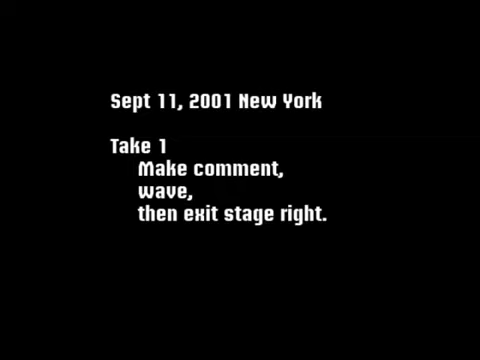 Sept 11, 2001 New York
Take 1
Make comment,
wave,
then exit stage right.